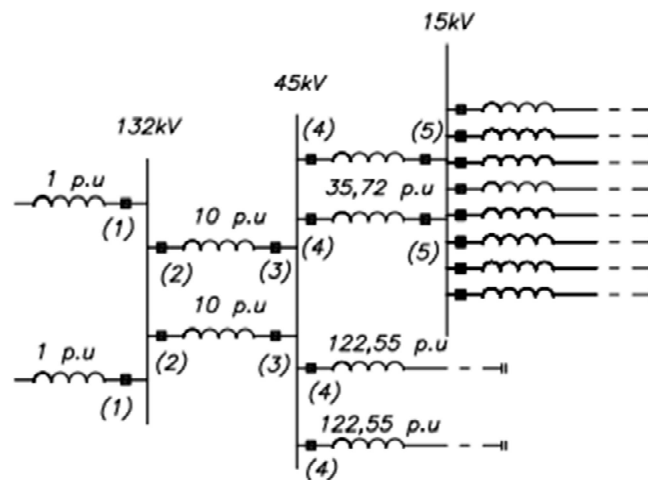 15kV
45kV
132kV
(4)
(5)
1 p.u
35,72 p.u
(1)
10 p.u
(4)
(2)
(3)
(5)
10 p.u
1 p.u
(2)
(3)
122,55 p.u
(1)
(4)
122,55 p.u
(4)